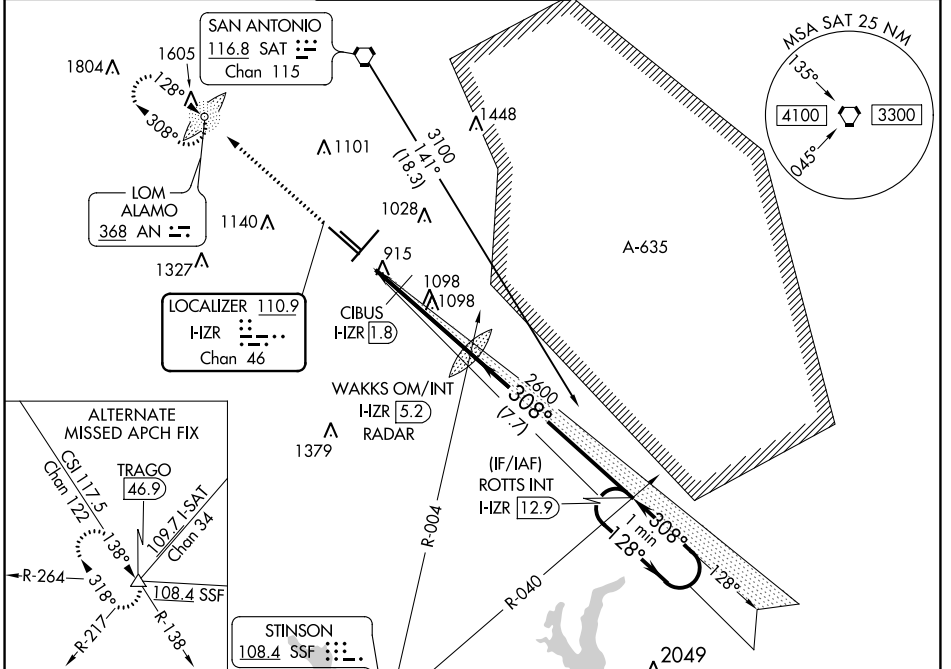 SAN ANTONIO
116.8 SAT
Chan 115
MSA SAT 25 NM
135°
4100
3300
045°
1804
1605
128°
308°
1448
3100
141°
(18.3)
1101
LOM
ALAMO
368 AN
1140
1028
A-635
1327
915
1098
1098
LOCALIZER 110.9
I-IZR
Chan 46
CIBUS
I-IZR 1.8
WAKKS OM/INT
I-IZR 5.2
RADAR
2600
308°
(7.7)
1379
(IF/IAF)
ROTTS INT
I-IZR 12.9
1 min
308°
128°
128°
R-004
R-040
ALTERNATE
MISSED APCH FIX
CSI 117.5
Chan 122
TRAGO
46.9
109.7 I-SAT
Chan 34
138°
318°
R-264
108.4 SSF
R-217
R-138
STINSON
108.4 SSF
2049